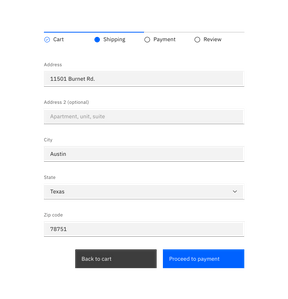 Cart Shipping Payment Review
Address
11501 Burnet Rd.
Address 2 (optional)
Apartment, unit, suite
City
Austin
State
Texas
Zip code
78751
Back to cart Proceed to payment